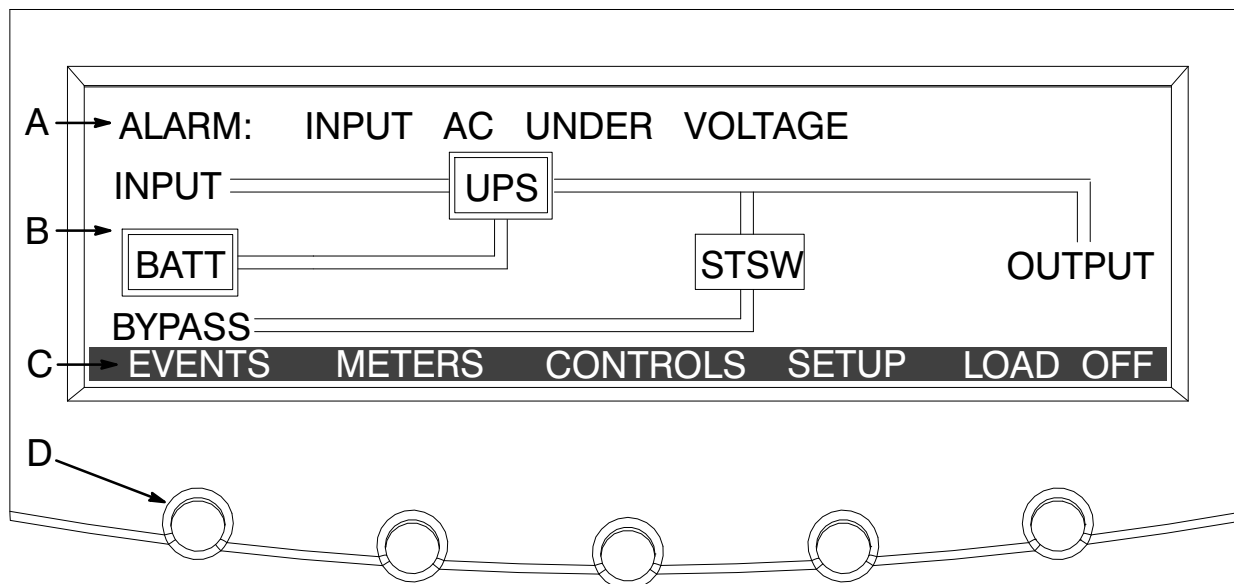 A ALARM: INPUT AC UNDER VOLTAGE
INPUT UPS
B
BATT STSW OUTPUT
BYPASS
C EVENTS METERS CONTROLS SETUP LOAD OFF
D